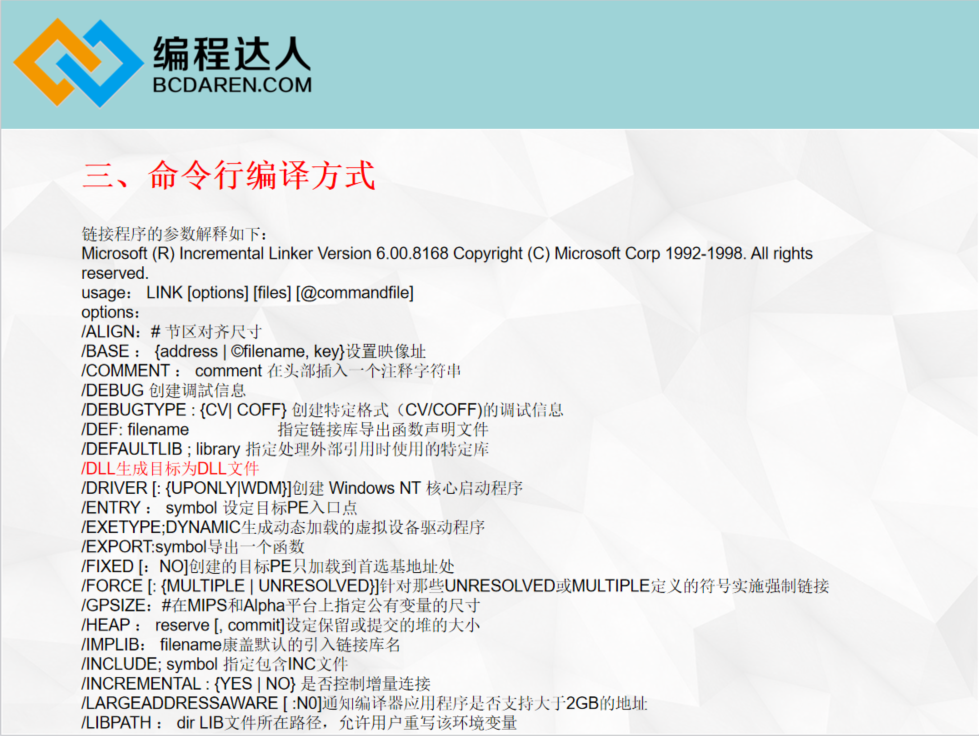 编程达人
BCDAREN.COM
三、命令行编译方式
链接程序的参数解释如下：
Microsoft (R) Incremental Linker Version 6.00.8168 Copyright (C) Microsoft Corp 1992-1998. All rights
reserved.
usage： LINK [options] [files] [@commandfile]
options：
/ALIGN：# 节区对齐尺寸
/BASE： {address | ©filename, key}设置映像址
/COMMENT： comment 在头部插入一个注释字符串
/DEBUG 创建调試信息
/DEBUGTYPE : {CV| COFF} 创建特定格式（CV/COFF)的调试信息
/DEF: filename 指定链接库导出函数声明文件
/DEFAULTLIB ; library 指定处理外部引用时使用的特定库
/DLL生成目标为DLL文件
/DRIVER [: {UPONLY|WDM}]创建 Windows NT 核心启动程序
/ENTRY： symbol 设定目标PE入口点
/EXETYPE;DYNAMIC生成动态加载的虚拟设备驱动程序
/EXPORT:symbol导出一个函数
/FIXED [：NO]创建的目标PE只加载到首选基地址处
/FORCE [: {MULTIPLE | UNRESOLVED}]针对那些UNRESOLVED或MULTIPLE定义的符号实施强制链接
/GPSIZE：#在MIPS和Alpha平台上指定公有变量的尺寸
/HEAP： reserve [, commit]设定保留或提交的堆的大小
/IMPLIB： filename康盖默认的引入链接库名
/INCLUDE; symbol 指定包含INC文件
/INCREMENTAL : {YES | NO} 是否控制增量连接
/LARGEADDRESSAWARE [ :N0]通知编译器应用程序是否支持大于2GB的地址
/LIBPATH： dir LIB文件所在路径，允许用户重写该环境变量